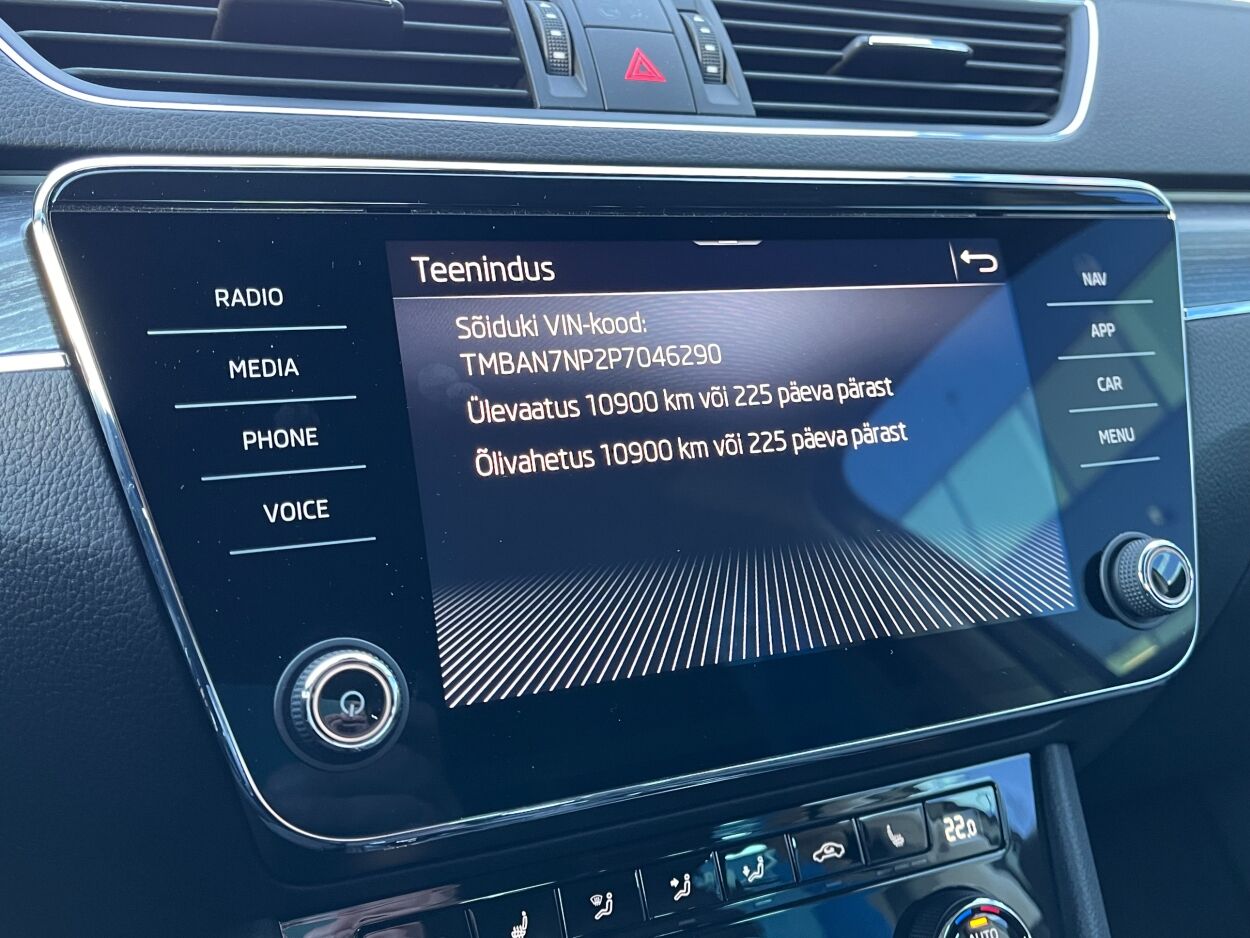 Teenindus
RADIO
MEDIA
PHONE
VOICE
Sõiduki VIN-kood:
TMBAN7NP2P7046290
Ülevaatus 10900 km või 225 päeva pärast
Õlivahetus 10900 km või 225 päeva pärast
NAV
APP
CAR
MENU
22.0
AUTO